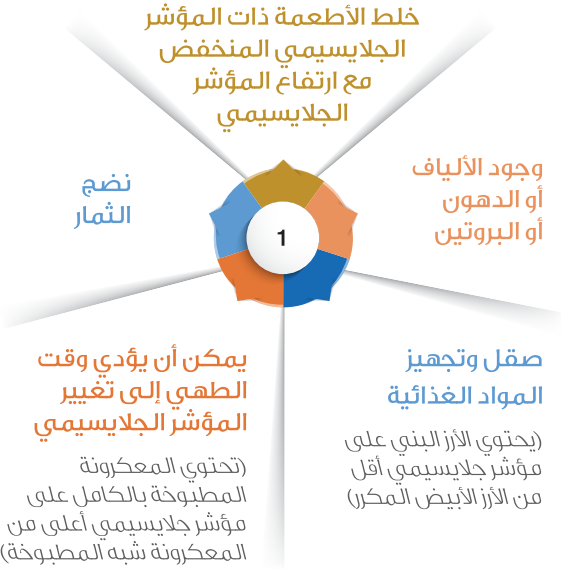 خلط الأطعمة ذات المؤشر
الجلايسيمي المنخفض
مع ارتفاع المؤشر
الجلايسيمي
وجود الألياف
أو الدهون
أو البروتين
نضج
الثمار
1
صقل وتجهيز
المواد الغذائية
(يحتوي الأرز البني على
مؤشر جلايسيمي أقل
من الأرز الأبيض المكرر)
يمكن أن يؤدي وقت
الطهي إلى تغيير
المؤشر الجلايسيمي
(تحتوي المعكرونة
المطبوخة بالكامل على
مؤشر جلايسيمي أعلى من
المعكرونة شبه المطبوخة)